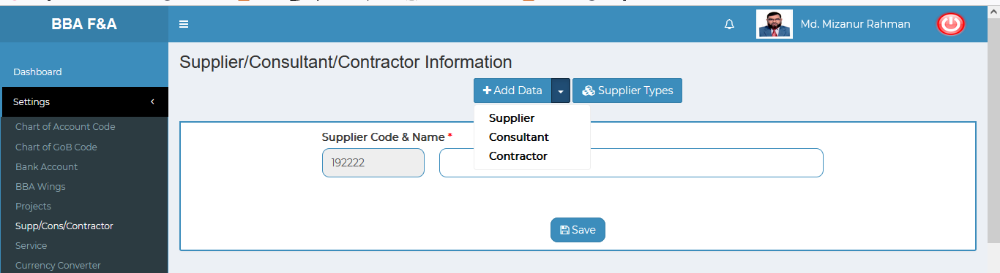 BBA F&A
Md. Mizanur Rahman
Supplier/Consultant/Contractor Information
Dashboard
Settings
Chart of Account Code
Chart of GoB Code
Bank Account
BBA Wings
Projects
Supp/Cons/Contractor
Service
Currency Converter
Add Data
Supplier Types
Supplier
Consultant
Contractor
Supplier Code & Name *
192222
Save